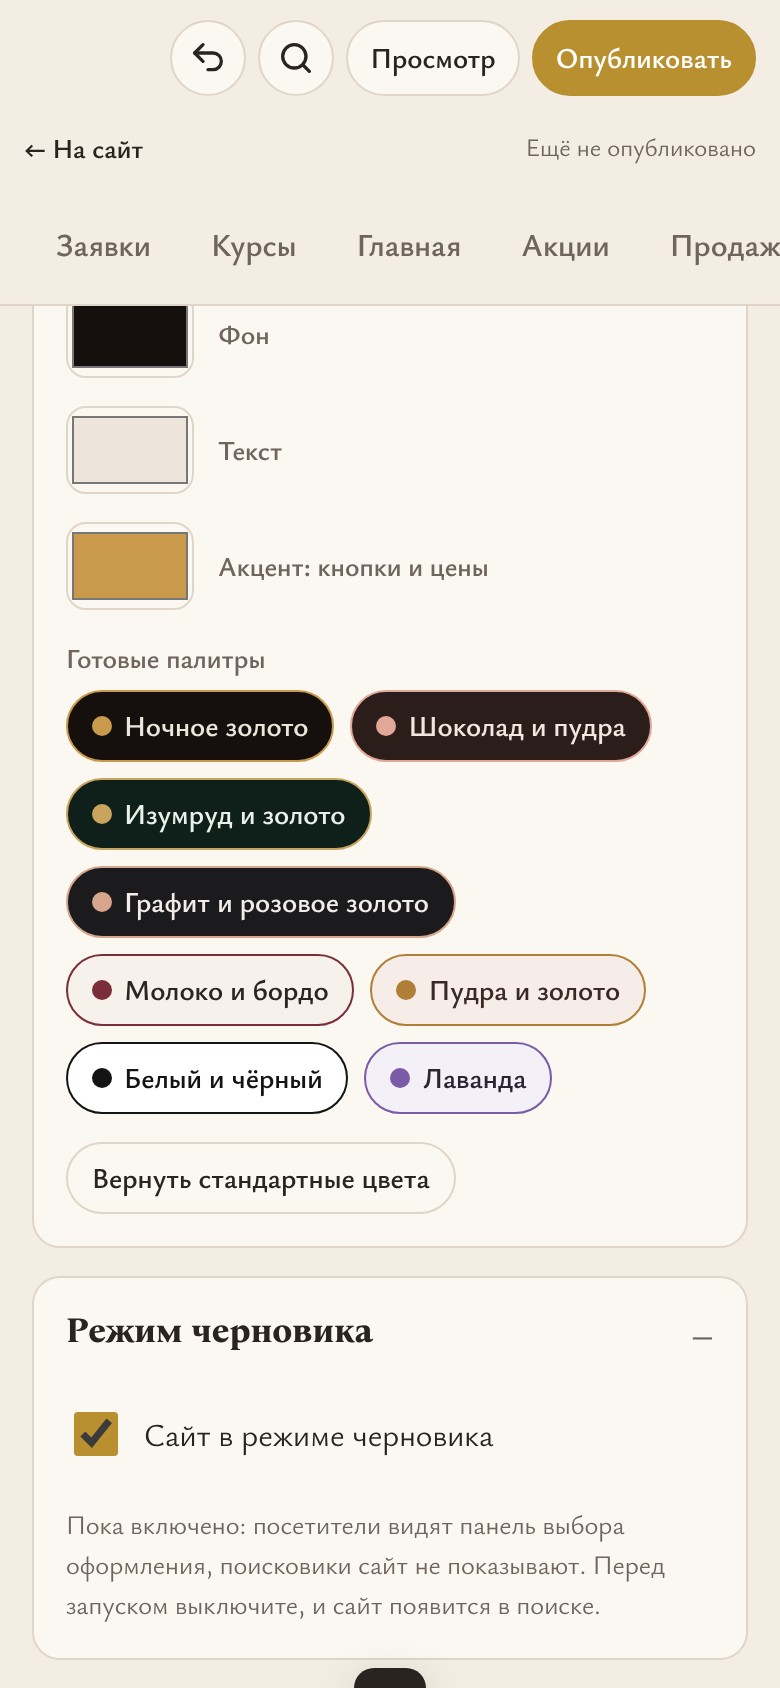 Просмотр
Опубликовать
← На сайт
Ещё не опубликовано
Заявки
Курсы
Главная
Акции
Продаж
Фон
Текст
Акцент: кнопки и цены
Готовые палитры
Ночное золото
Шоколад и пудра
Изумруд и золото
Графит и розовое золото
Молоко и бордо
Пудра и золото
Белый и чёрный
Лаванда
Вернуть стандартные цвета
Режим черновика
Сайт в режиме черновика
Пока включено: посетители видят панель выбора
оформления, поисковики сайт не показывают. Перед
запуском выключите, и сайт появится в поиске.